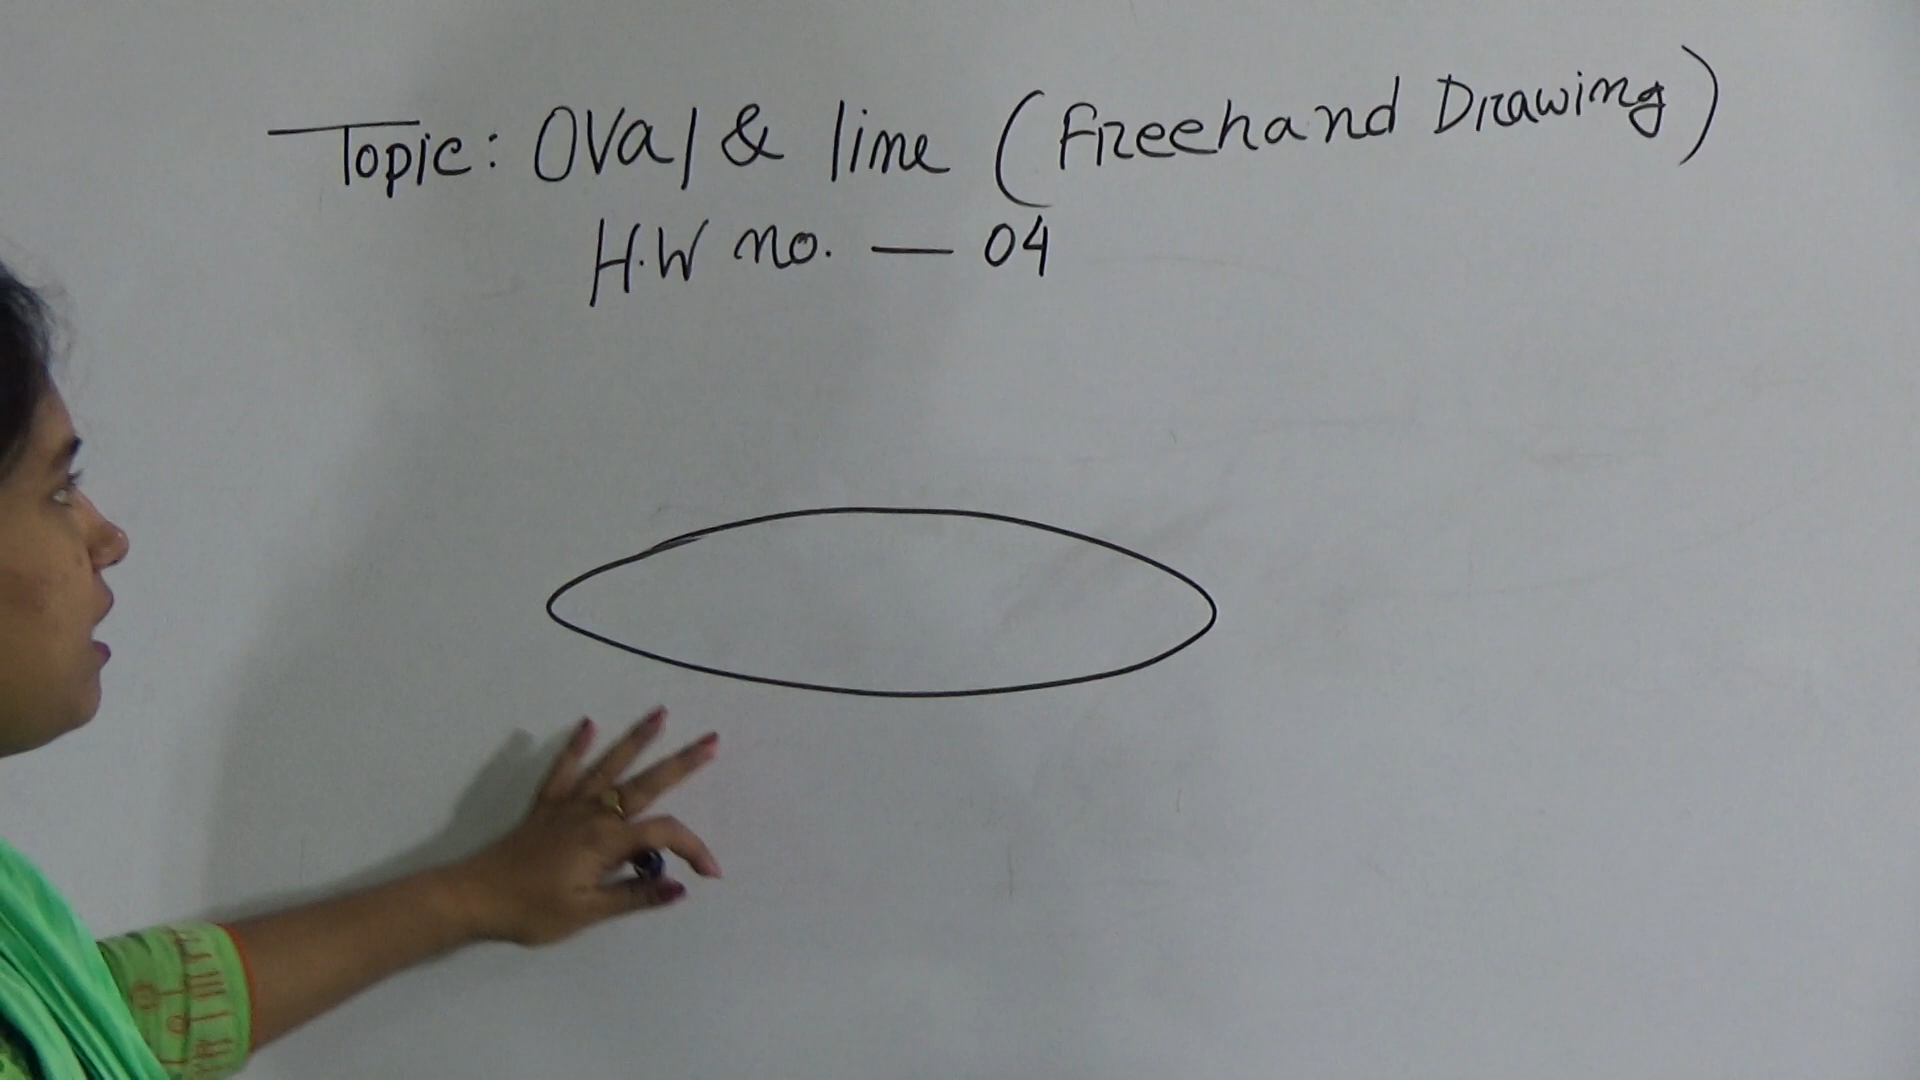 Topic: Oval & line (Freehand Drawing)
H.W no. — 04